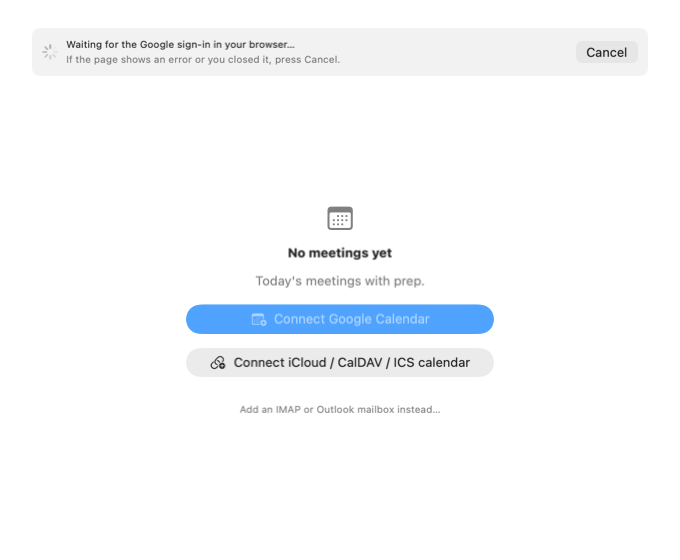 Waiting for the Google sign-in in your browser...
If the page shows an error or you closed it, press Cancel.
Cancel
No meetings yet
Today's meetings with prep.
Connect Google Calendar
Connect iCloud / CalDAV / ICS calendar
Add an IMAP or Outlook mailbox instead...